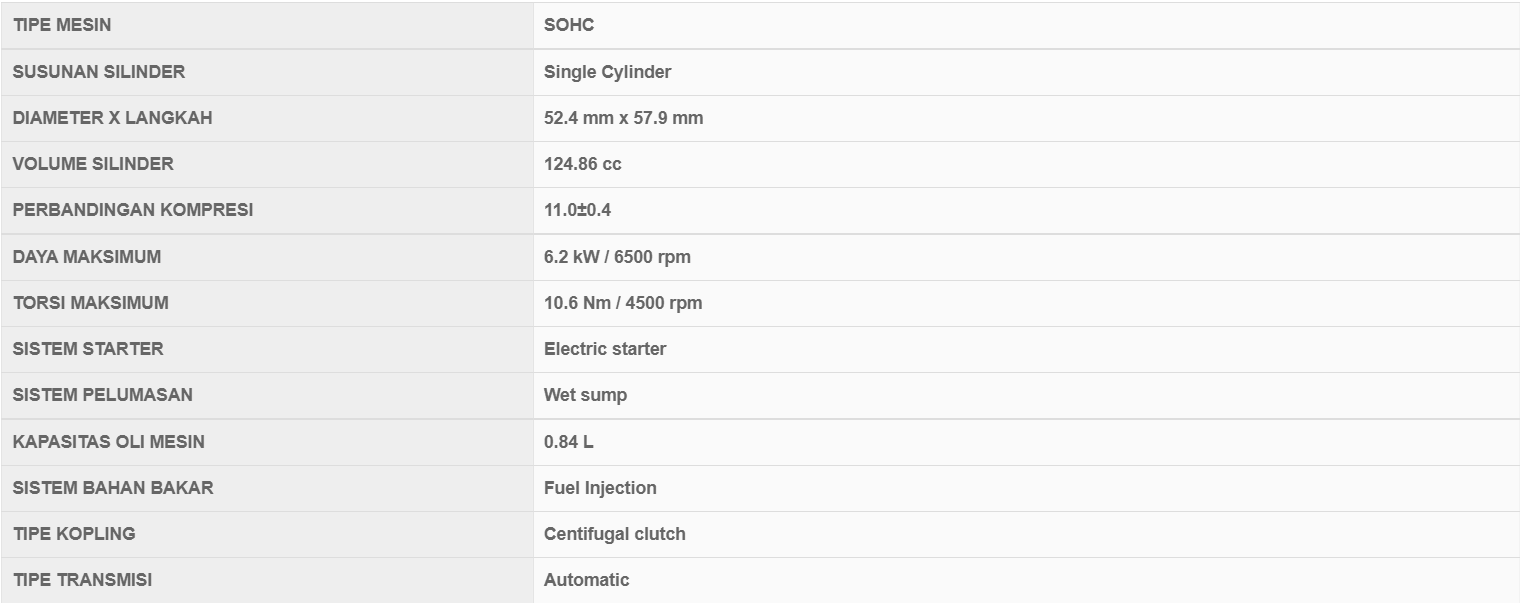 TIPE MESIN SOHC
SUSUNAN SILINDER Single Cylinder
DIAMETER X LANGKAH 52.4 mm x 57.9 mm
VOLUME SILINDER 124.86 cc
PERBANDINGAN KOMPRESI 11.0±0.4
DAYA MAKSIMUM 6.2 kW / 6500 rpm
TORSI MAKSIMUM 10.6 Nm / 4500 rpm
SISTEM STARTER Electric starter
SISTEM PELUMASAN Wet sump
KAPASITAS OLI MESIN 0.84 L
SISTEM BAHAN BAKAR Fuel Injection
TIPE KOPLING Centifugal clutch
TIPE TRANSMISI Automatic